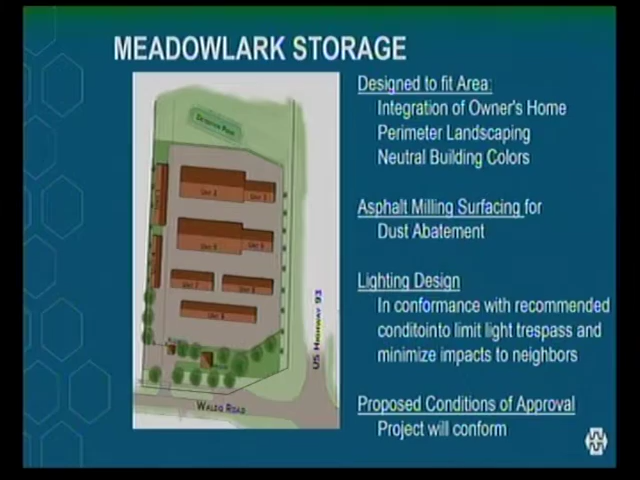 MEADOWLARK STORAGE
Designed to fit Area:
Integration of Owner's Home
Perimeter Landscaping
Neutral Building Colors
Asphalt Milling Surfacing for
Dust Abatement
Lighting Design
In conformance with recommended
conditointo limit light trespass and
minimize impacts to neighbors
Proposed Conditions of Approval
Project will conform
US HIGHWAY 93
WALDO ROAD